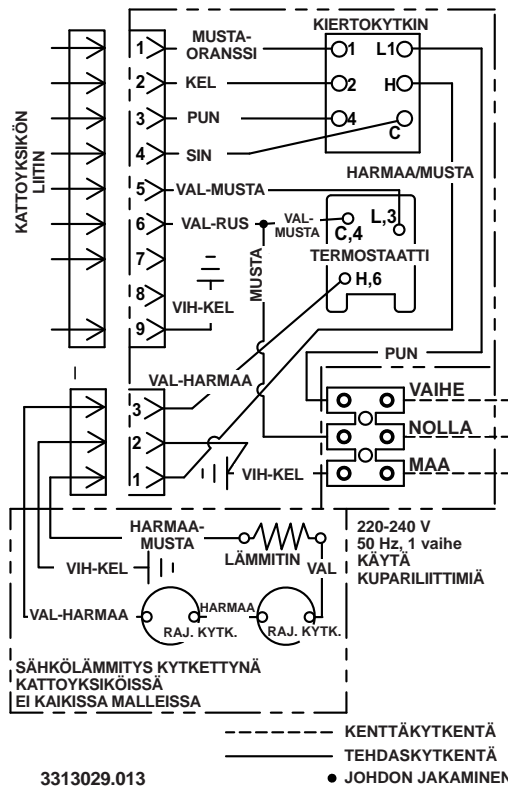 MUSTA-
ORANSSI
KIERTOKYTKIN
1
1
L1
2
KEL
2
H
3
PUN
4
C
4
SIN
HARMAA/MUSTA
KATTOYKSIKÖN
LIITIN
5
VAL-MUSTA
L,3
6
VAL-RUS
VAL-
MUSTA
C,4
TERMOSTAATTI
7
MUSTA
H,6
8
VIH-KEL
9
PUN
VAL-HARMAA
3
VAIHE
2
NOLLA
1
VIH-KEL
MAA
HARMAA-
MUSTA
LÄMMITIN
VAL
220-240 V
50 Hz, 1 vaihe
KÄYTÄ
KUPARILIITTIMIÄ
VIH-KEL
VAL-HARMAA
HARMAA
RAJ. KYTK.
RAJ. KYTK.
SÄHKÖLÄMMITYS KYTKETTYNÄ
KATTOYKSIKÖISSÄ
EI KAIKISSA MALLEISSA
KENTTÄKYTKENTÄ
TEHDASKYTKENTÄ
JOHDON JAKAMINEN
3313029.013